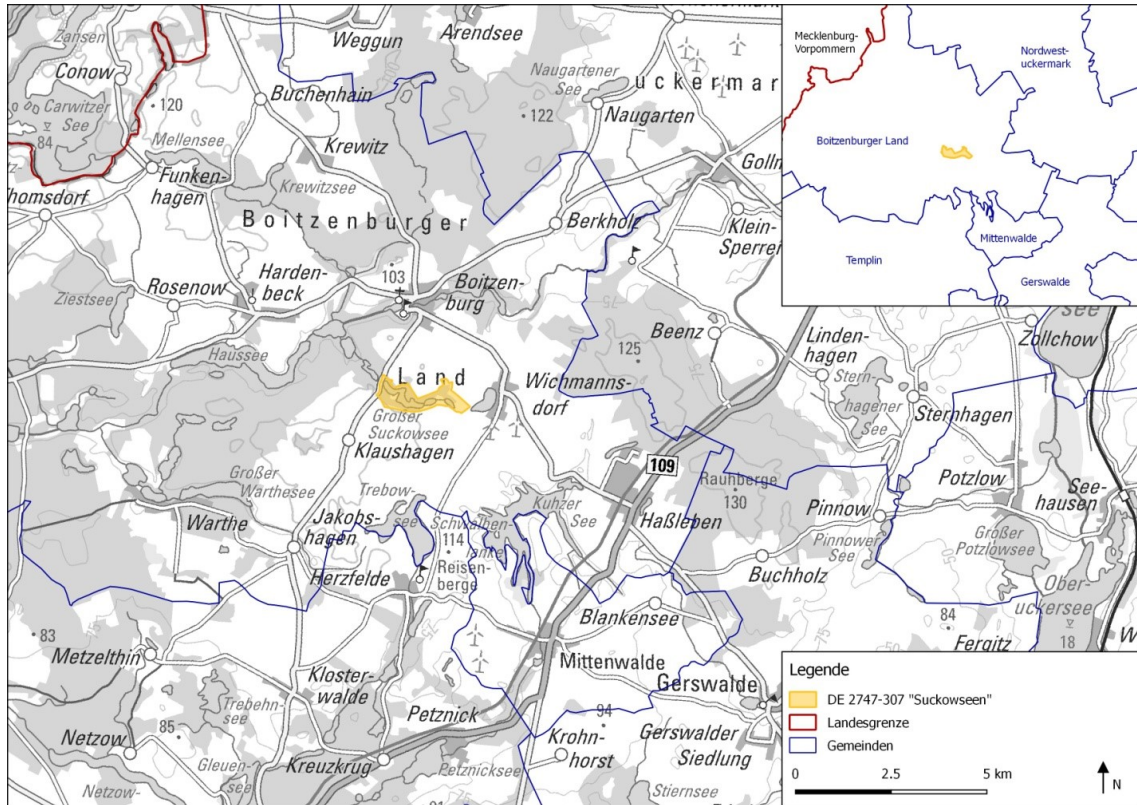 Zansen
Conow
Carwitzer
See
84
120
Mellensee
Thomsdorf
Funken-
hagen
Weggun
Arendsee
Buchenhain
Krewitz
Krewitzsee
122
Naugartener
See
Naugarten
uckermar
Golln
Klein-
Sperren
Boitzenburger
Land
Berkholz
Harden-
beck
103
Boitzen-
burg
Rosenow
Ziestsee
Haussee
Beenz
125
75
Wichmanns-
dorf
Großer
Suckowsee
Klaushagen
Großer
Warthesee
Warthe
Trebow-
see
Jakobs-
hagen
Schwalben-
114
Reisen-
berge
Herzfelde
Kuhzer
See
Haßleben
109
Rauhberge
130
Linden-
hagen
Stern-
hagener
See
Sternhagen
Zollchow
see
Potzlow
See-
hausen
Pinnow
Pinnower
See
Großer
Potzlowsee
Ober-
uckersee
18
Buchholz
Blankensee
84
Fergitz
83
Metzelthin
Kloster-
walde
Mittenwalde
Gerswalde
Petznick
Trebehn-
see
85
Netzow
Gleuen-
see
Netzow-
Kreuzkrug
Petznicksee
94
Krohn-
horst
Gerswalder
Siedlung
Stiernsee
Mecklenburg-
Vorpommern
Nordwest-
uckermark
Boitzenburger Land
Mittenwalde
Templin
Gerswalde
Legende
DE 2747-307 "Suckowseen"
Landesgrenze
Gemeinden
0 2.5 5 km
N